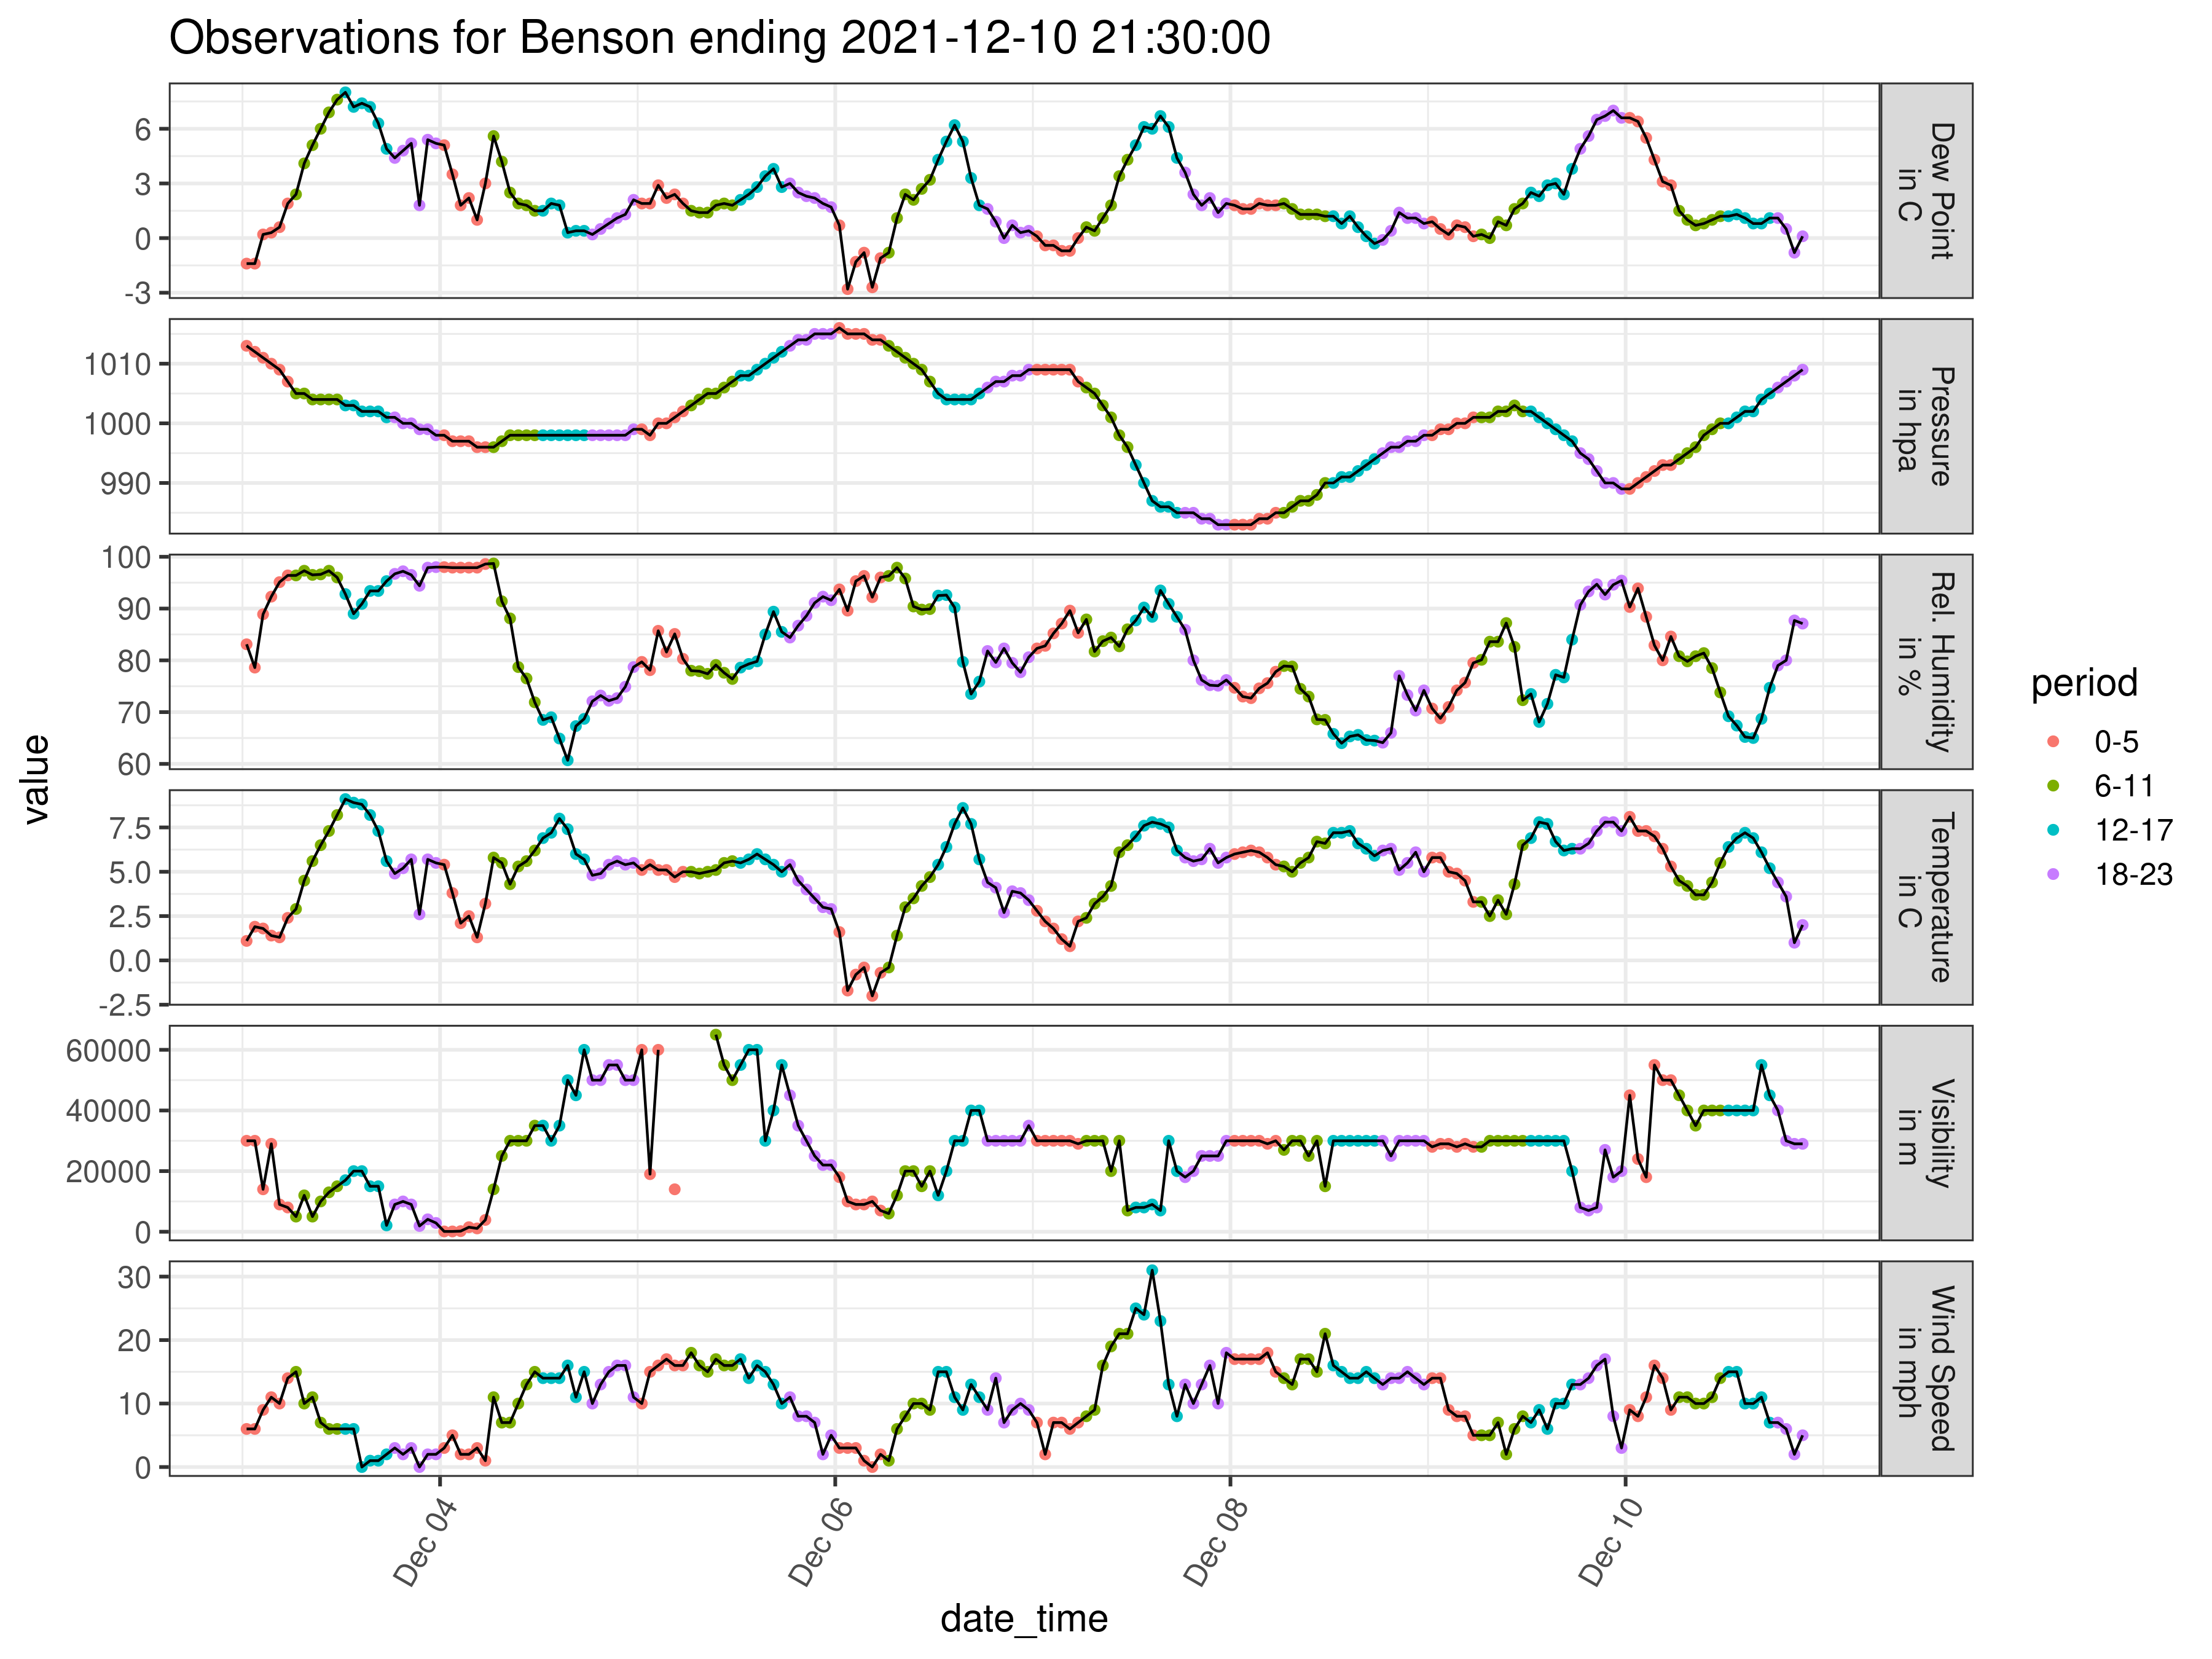 Observations for Benson ending 2021-12-10 21:30:00
6
3
0
-3
Dew Point
in C
1010
1000
990
Pressure
in hpa
100
90
80
70
60
Rel. Humidity
in %
7.5
5.0
2.5
0.0
-2.5
Temperature
in C
60000
40000
20000
0
Visibility
in m
30
20
10
0
Wind Speed
in mph
value
Dec 04
Dec 06
Dec 08
Dec 10
date_time
period
0-5
6-11
12-17
18-23